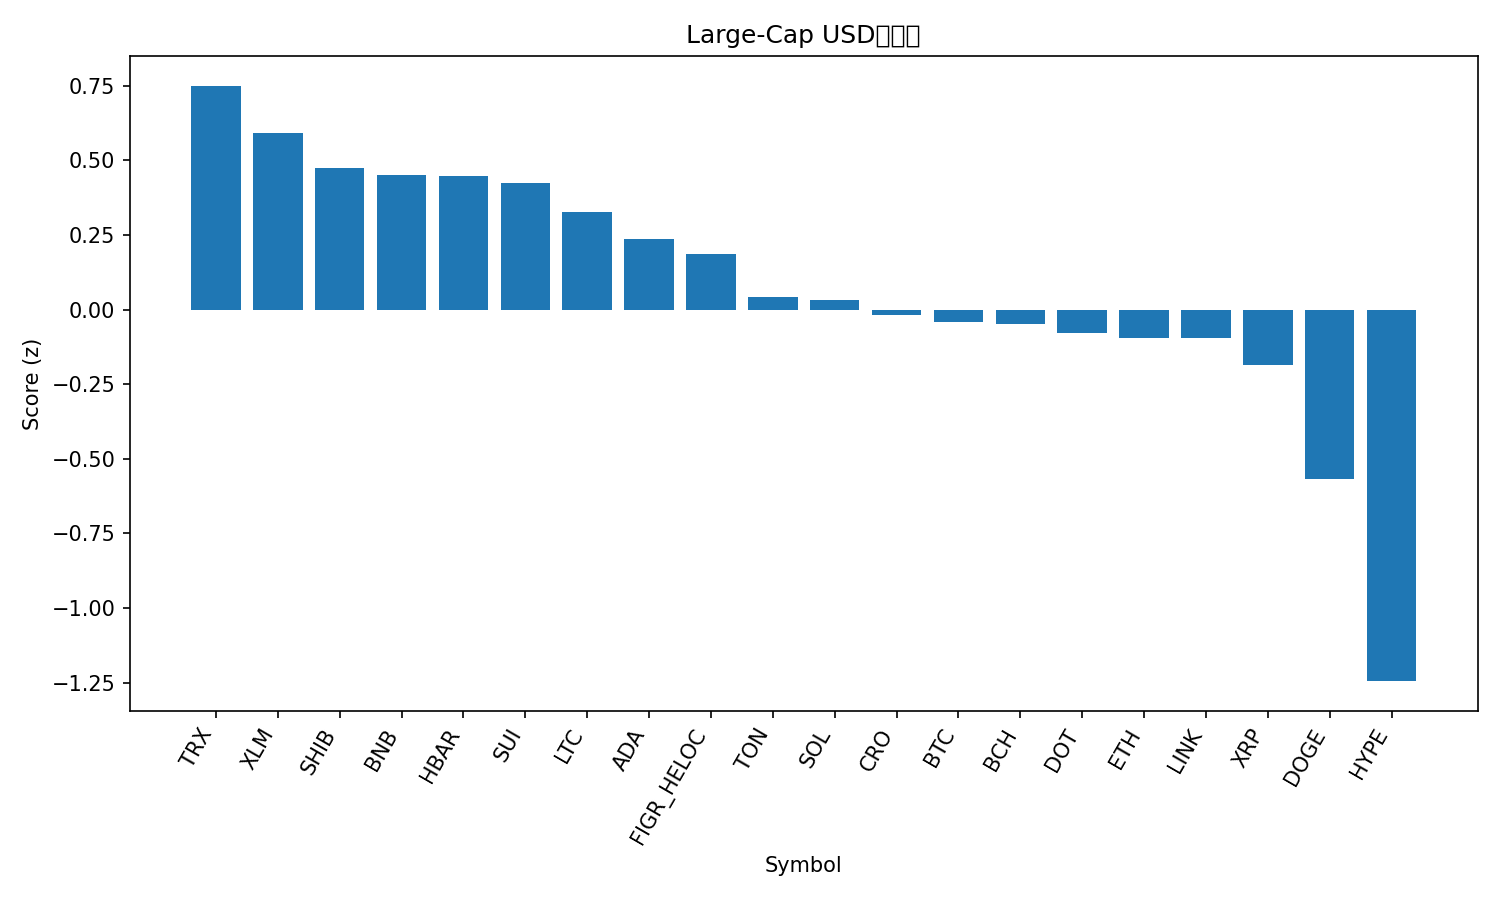 Large-Cap USD
0.75
0.50
0.25
0.00
−0.25
−0.50
−0.75
−1.00
−1.25
Score (z)
TRX
XLM
SHIB
BNB
HBAR
SUI
LTC
ADA
FIGR_HELOC
TON
SOL
CRO
BTC
BCH
DOT
ETH
LINK
XRP
DOGE
HYPE
Symbol